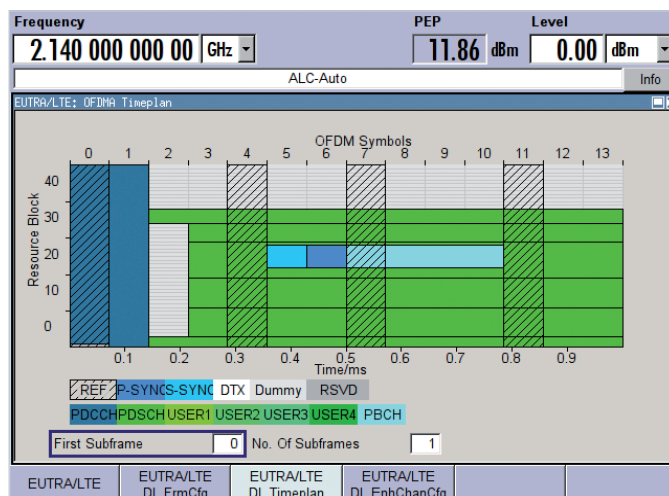 Frequency PEP Level
2.140 000 000 00 GHz 11.86 dBm 0.00 dBm
ALC-Auto Info
EUTRA/LTE: OFDMA Timeplan
OFDM Symbols
0 1 2 3 4 5 6 7 8 9 10 11 12 13
Resource Block
40
30
20
10
0
0.1 0.2 0.3 0.4 0.5 0.6 0.7 0.8 0.9
Time/ms
REF P-SYNC S-SYNC DTX Dummy RSVD
PDCCH PDSCH USER1 USER2 USER3 USER4 PBCH
First Subframe 0 No. Of Subframes 1
EUTRA/LTE
EUTRA/LTE
DL FrmCfg
EUTRA/LTE
DL Timeplan
EUTRA/LTE
DL EnhChanCfg